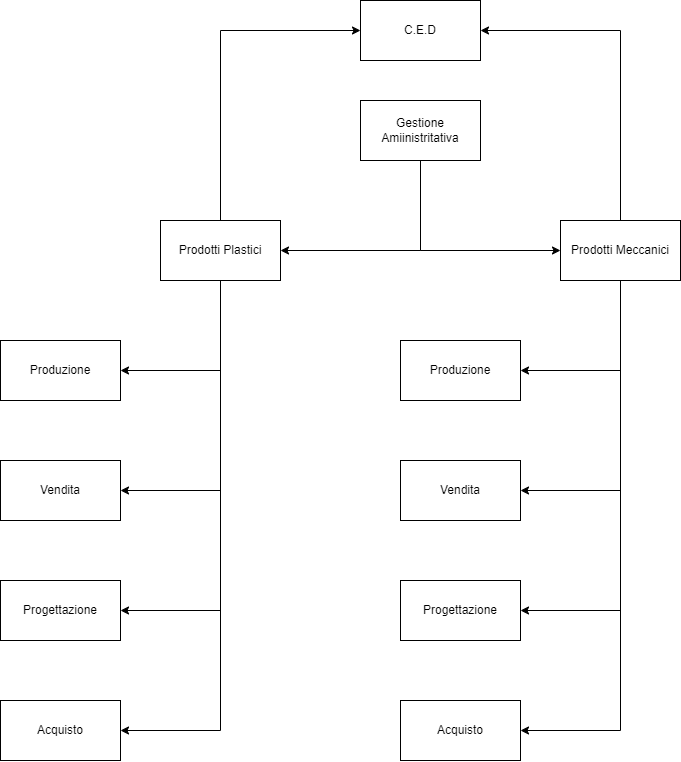 C.E.D
Gestione
Amiinistritativa
Prodotti Plastici
Prodotti Meccanici
Produzione
Produzione
Vendita
Vendita
Progettazione
Progettazione
Acquisto
Acquisto